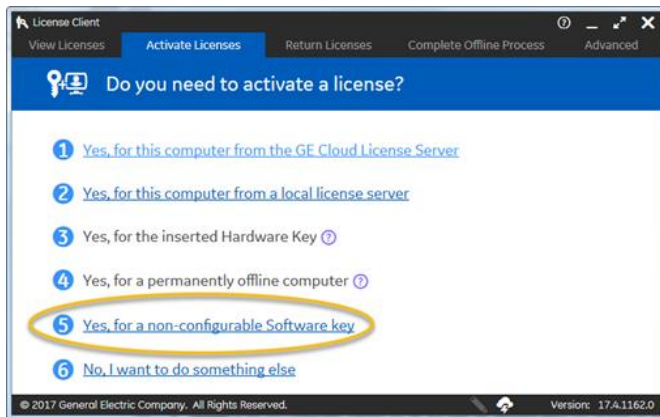 License Client
View Licenses Activate Licenses Return Licenses Complete Offline Process Advanced
Do you need to activate a license?
1 Yes, for this computer from the GE Cloud License Server
2 Yes, for this computer from a local license server
3 Yes, for the inserted Hardware Key ?
4 Yes, for a permanently offline computer ?
5 Yes, for a non-configurable Software key
6 No, I want to do something else
© 2017 General Electric Company. All Rights Reserved. Version: 17.4.1162.0